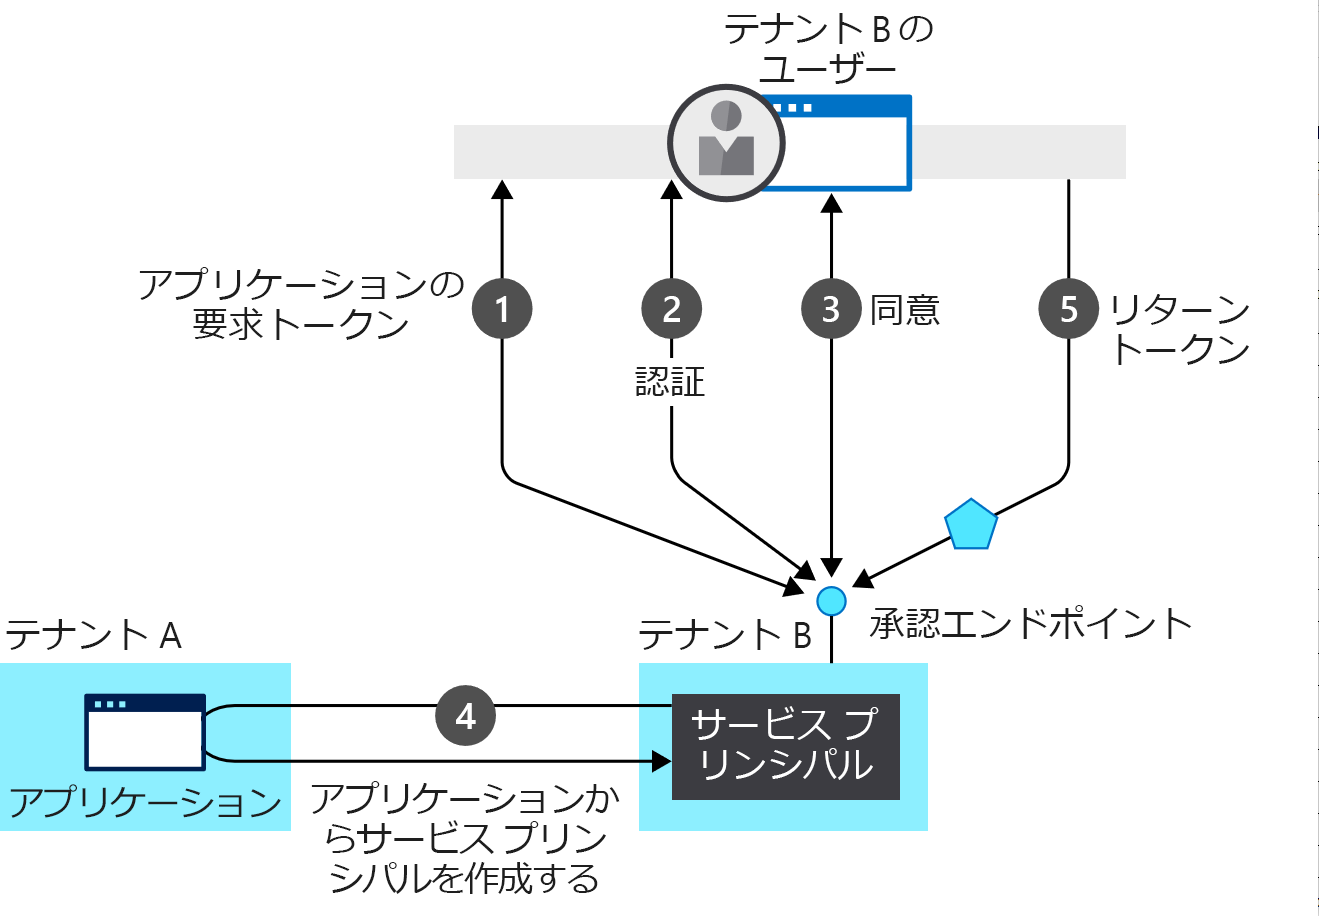 テナント B の
ユーザー
アプリケーションの
要求トークン
1
2
3
同意
5
リターン
トークン
認証
承認エンドポイント
テナント A
テナント B
4
サービス プ
リンシパル
アプリケーション
アプリケーションか
らサービス プリン
シパルを作成する